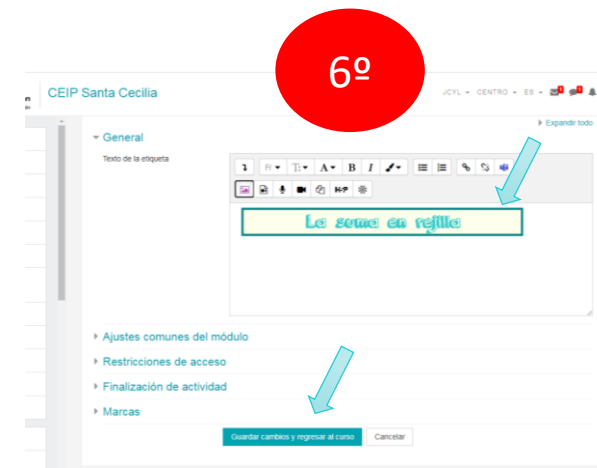 6º
CEIP Santa Cecilia
JCYL CENTRO ES
Expandir todo
General
Texto de la etiqueta
B I
H-P
La suma en rejilla
Ajustes comunes del módulo
Restricciones de acceso
Finalización de actividad
Marcas
Guardar cambios y regresar al curso Cancelar